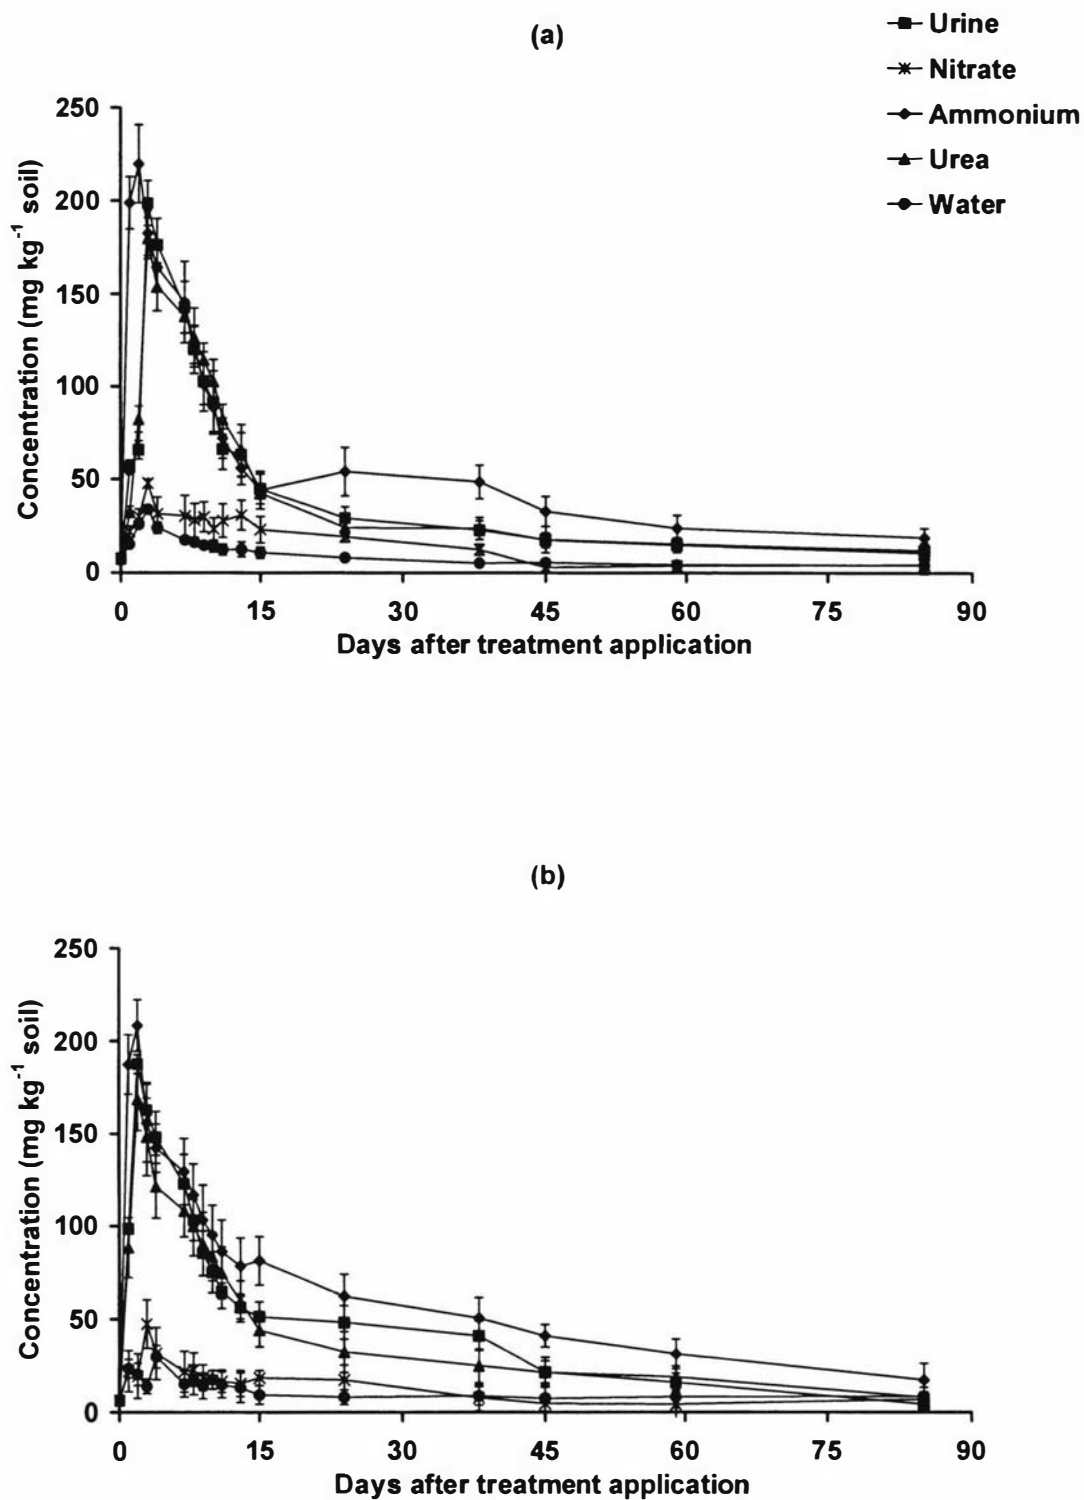 (a)
Urine
Nitrate
Ammonium
Urea
Water
Concentration (mg kg⁻¹ soil)
250
200
150
100
50
0
0 15 30 45 60 75 90
Days after treatment application
(b)
Concentration (mg kg⁻¹ soil)
250
200
150
100
50
0
0 15 30 45 60 75 90
Days after treatment application